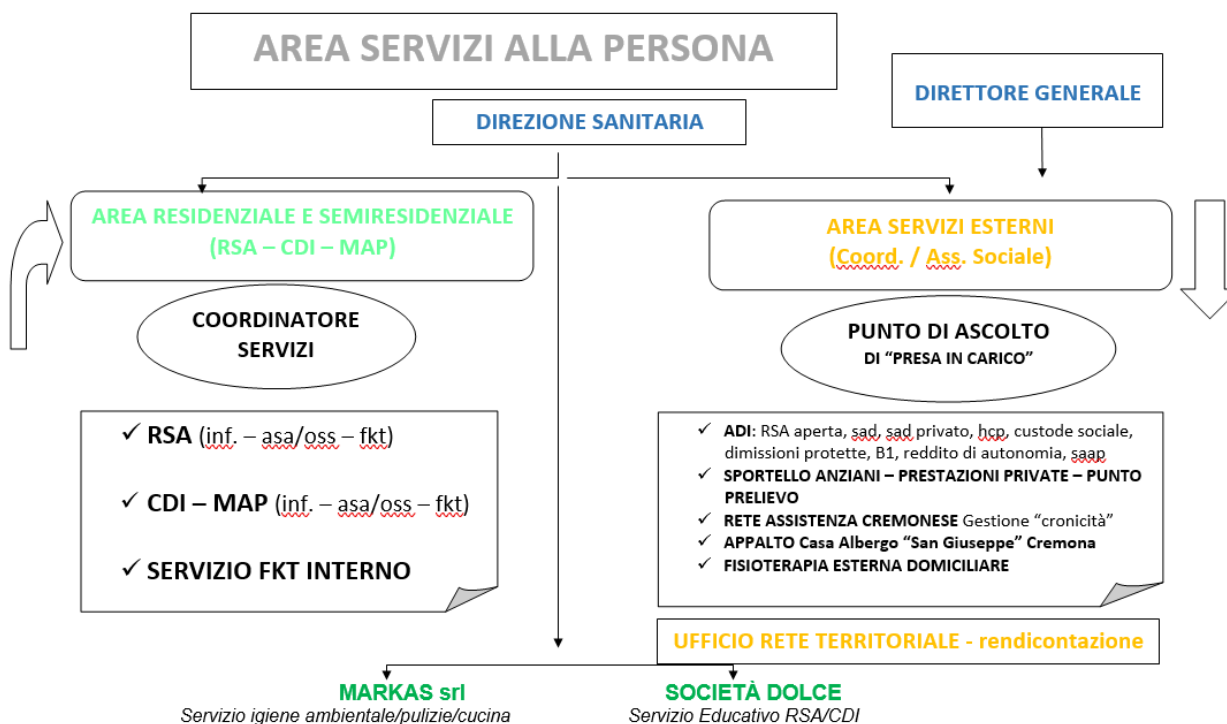 AREA SERVIZI ALLA PERSONA
DIRETTORE GENERALE
DIREZIONE SANITARIA
AREA RESIDENZIALE E SEMIRESIDENZIALE
(RSA – CDI – MAP)
COORDINATORE
SERVIZI
✓ RSA (inf. – asa/oss – fkt)
✓ CDI – MAP (inf. – asa/oss – fkt)
✓ SERVIZIO FKT INTERNO
AREA SERVIZI ESTERNI
(Coord. / Ass. Sociale)
PUNTO DI ASCOLTO
DI “PRESA IN CARICO”
✓ ADI: RSA aperta, sad, sad privato, hcp, custode sociale,
dimissioni protette, B1, reddito di autonomia, saap
✓ SPORTELLO ANZIANI – PRESTAZIONI PRIVATE – PUNTO
PRELIEVO
✓ RETE ASSISTENZA CREMONESE Gestione “cronicità”
✓ APPALTO Casa Albergo “San Giuseppe” Cremona
✓ FISIOTERAPIA ESTERNA DOMICILIARE
UFFICIO RETE TERRITORIALE - rendicontazione
MARKAS srl
Servizio igiene ambientale/pulizie/cucina
SOCIETÀ DOLCE
Servizio Educativo RSA/CDI